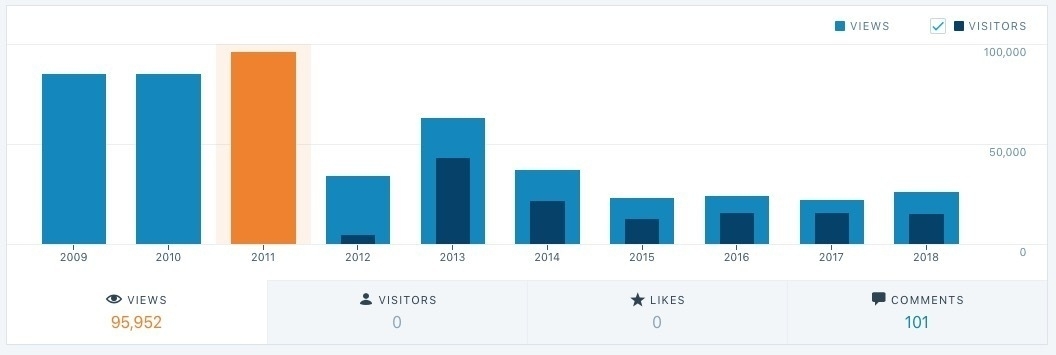 VIEWS VISITORS
100,000
50,000
0
2009 2010 2011 2012 2013 2014 2015 2016 2017 2018
VIEWS VISITORS LIKES COMMENTS
95,952 0 0 101